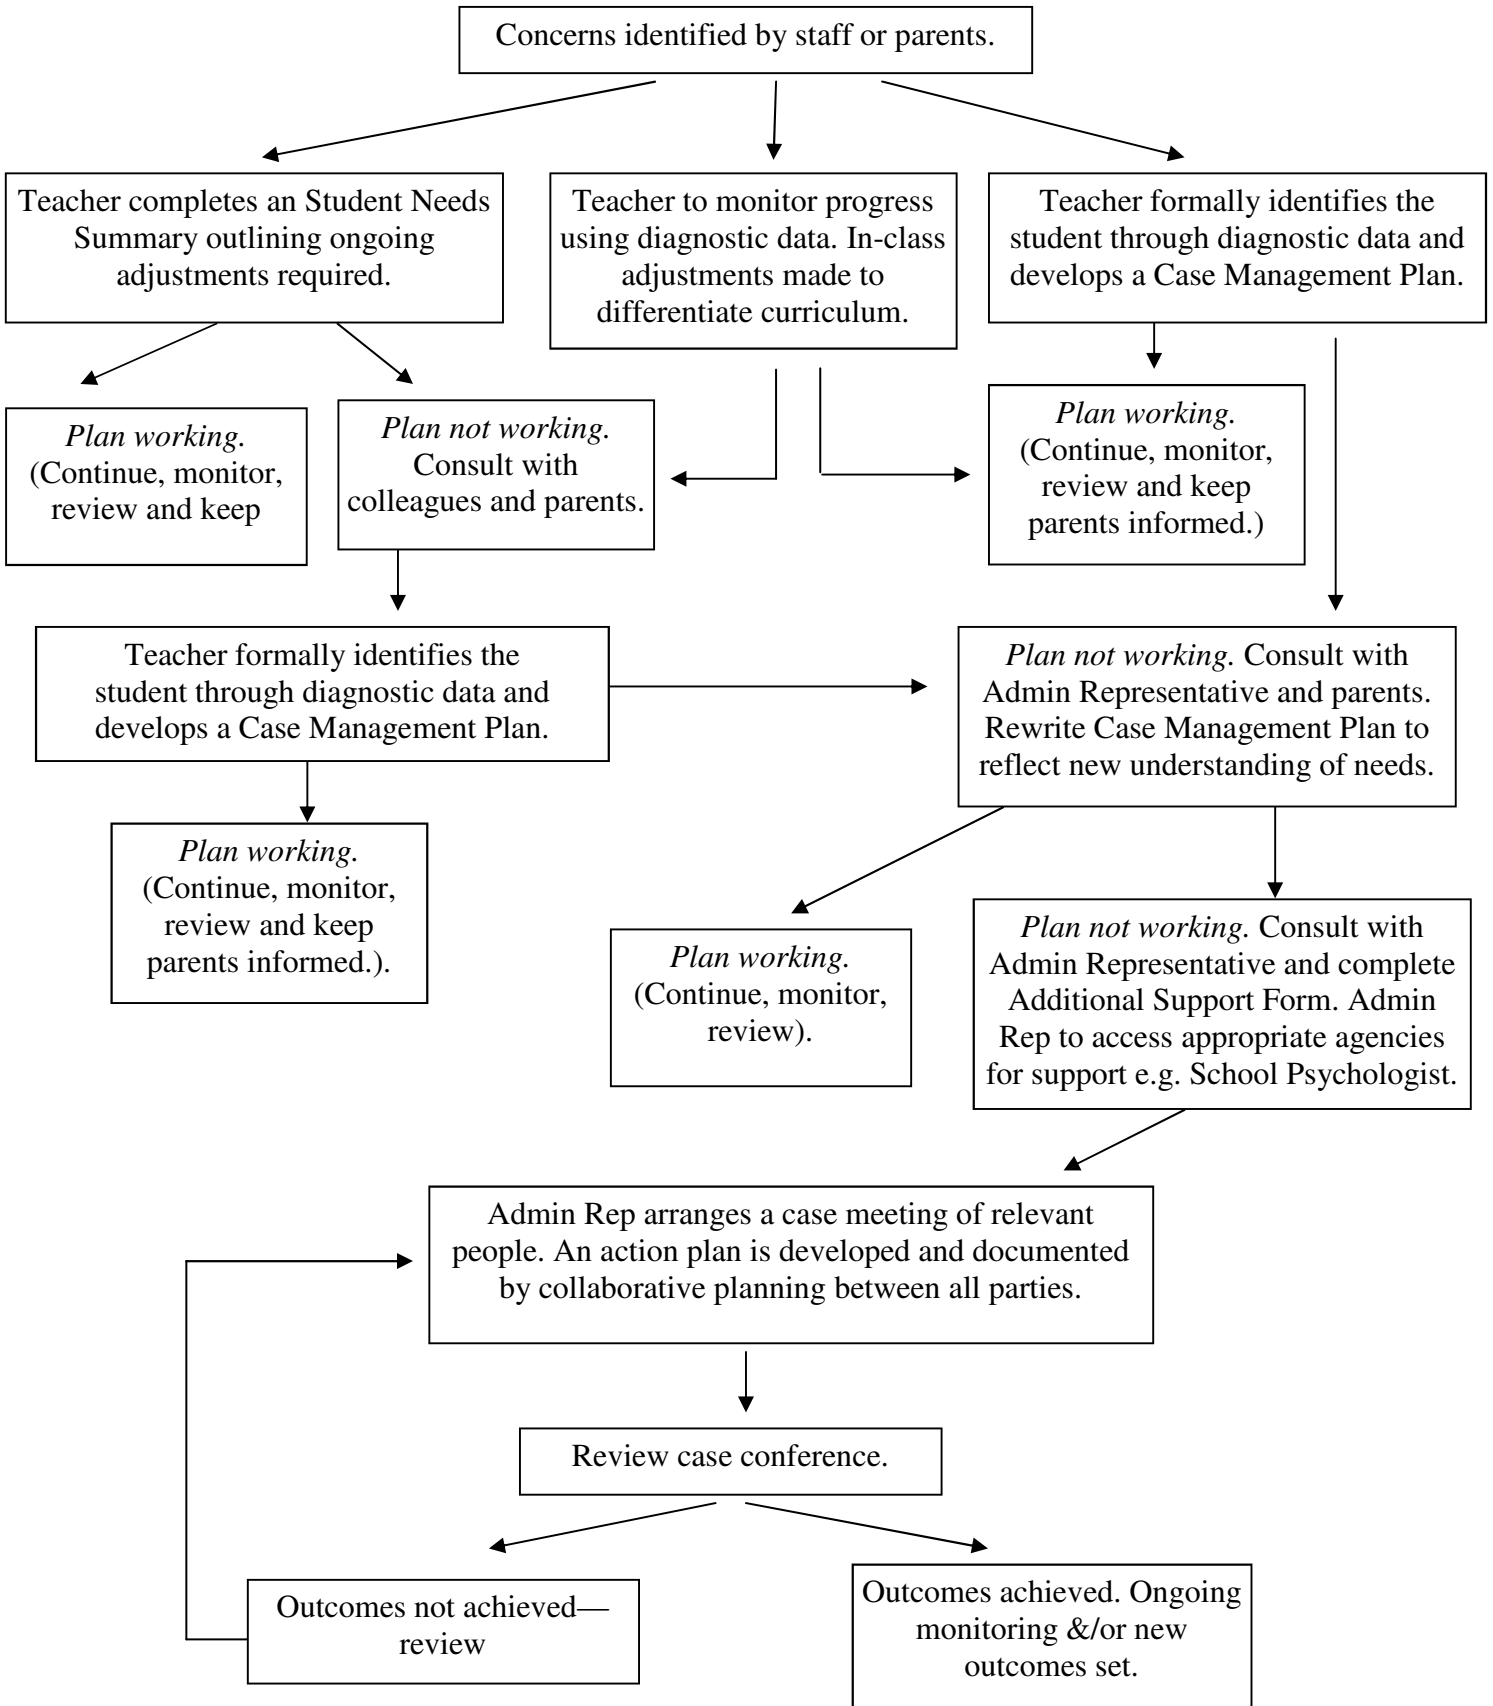 Concerns identified by staff or parents.
Teacher completes an Student Needs
Summary outlining ongoing
adjustments required.
Teacher to monitor progress
using diagnostic data. In-class
adjustments made to
differentiate curriculum.
Teacher formally identifies the
student through diagnostic data and
develops a Case Management Plan.
Plan working.
(Continue, monitor,
review and keep
Plan not working.
Consult with
colleagues and parents.
Plan working.
(Continue, monitor,
review and keep
parents informed.)
Teacher formally identifies the
student through diagnostic data and
develops a Case Management Plan.
Plan not working. Consult with
Admin Representative and parents.
Rewrite Case Management Plan to
reflect new understanding of needs.
Plan working.
(Continue, monitor,
review and keep
parents informed.).
Plan working.
(Continue, monitor,
review).
Plan not working. Consult with
Admin Representative and complete
Additional Support Form. Admin
Rep to access appropriate agencies
for support e.g. School Psychologist.
Admin Rep arranges a case meeting of relevant
people. An action plan is developed and documented
by collaborative planning between all parties.
Review case conference.
Outcomes not achieved—
review
Outcomes achieved. Ongoing
monitoring &/or new
outcomes set.